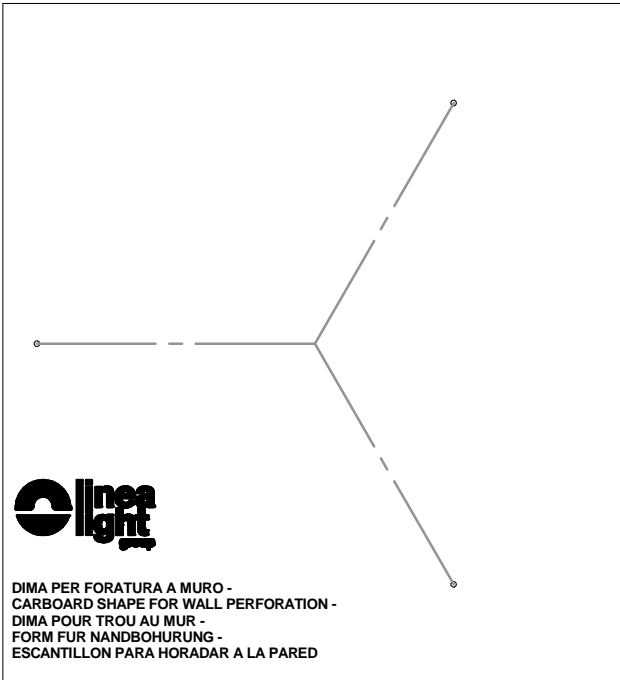 linea
light
group
DIMA PER FORATURA A MURO -
CARBOARD SHAPE FOR WALL PERFORATION -
DIMA POUR TROU AU MUR -
FORM FUR NANDBOHURUNG -
ESCANTILLON PARA HORADAR A LA PARED